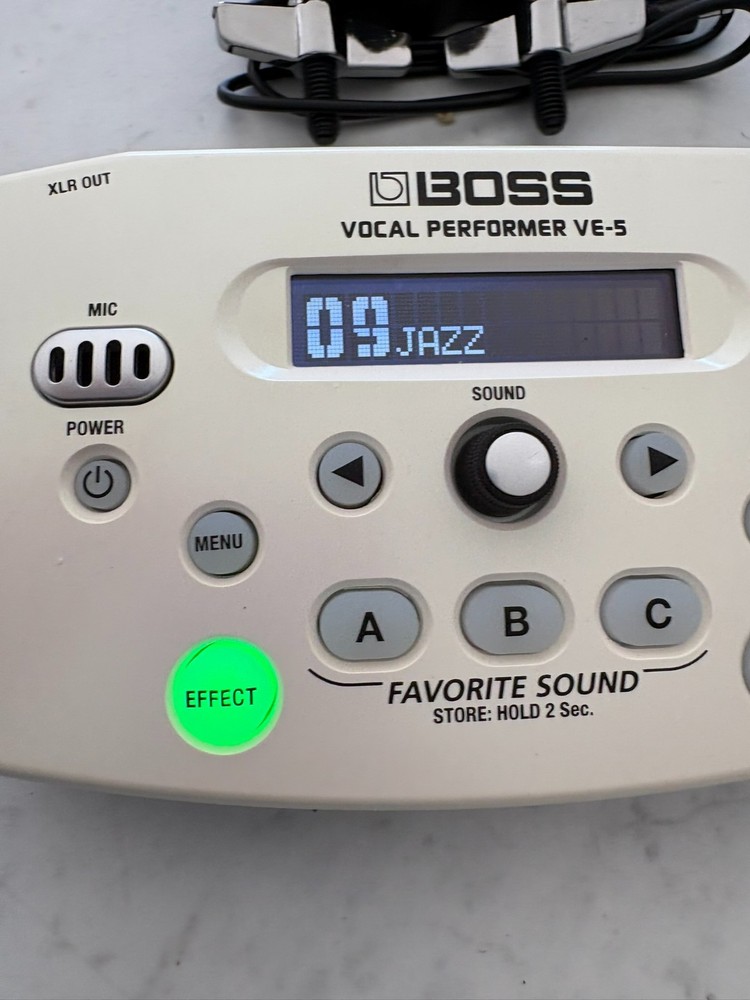 XLR OUT
BOSS
VOCAL PERFORMER VE-5
09 JAZZ
MIC
SOUND
POWER
MENU
A B C
EFFECT
FAVORITE SOUND
STORE: HOLD 2 Sec.